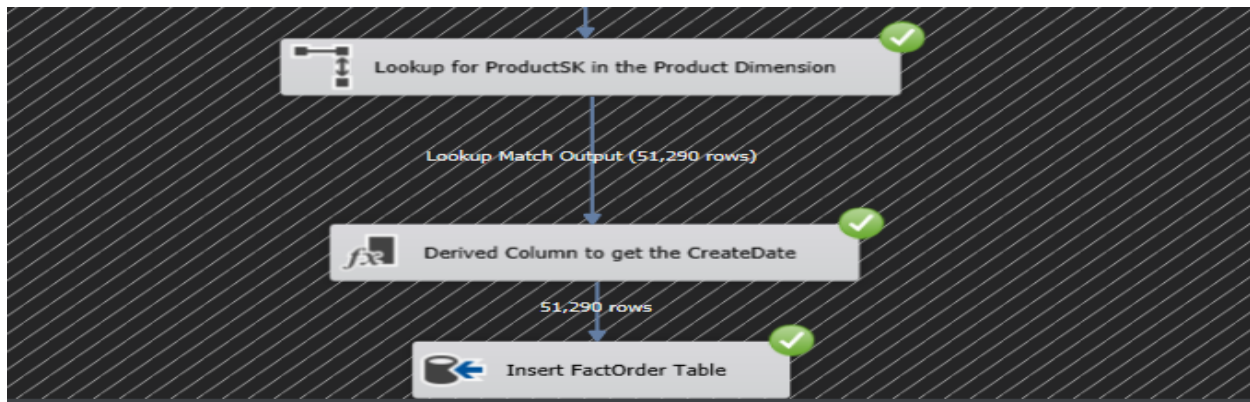 Lookup for ProductSK in the Product Dimension
Lookup Match Output (51,290 rows)
fx
Derived Column to get the CreateDate
51,290 rows
Insert FactOrder Table